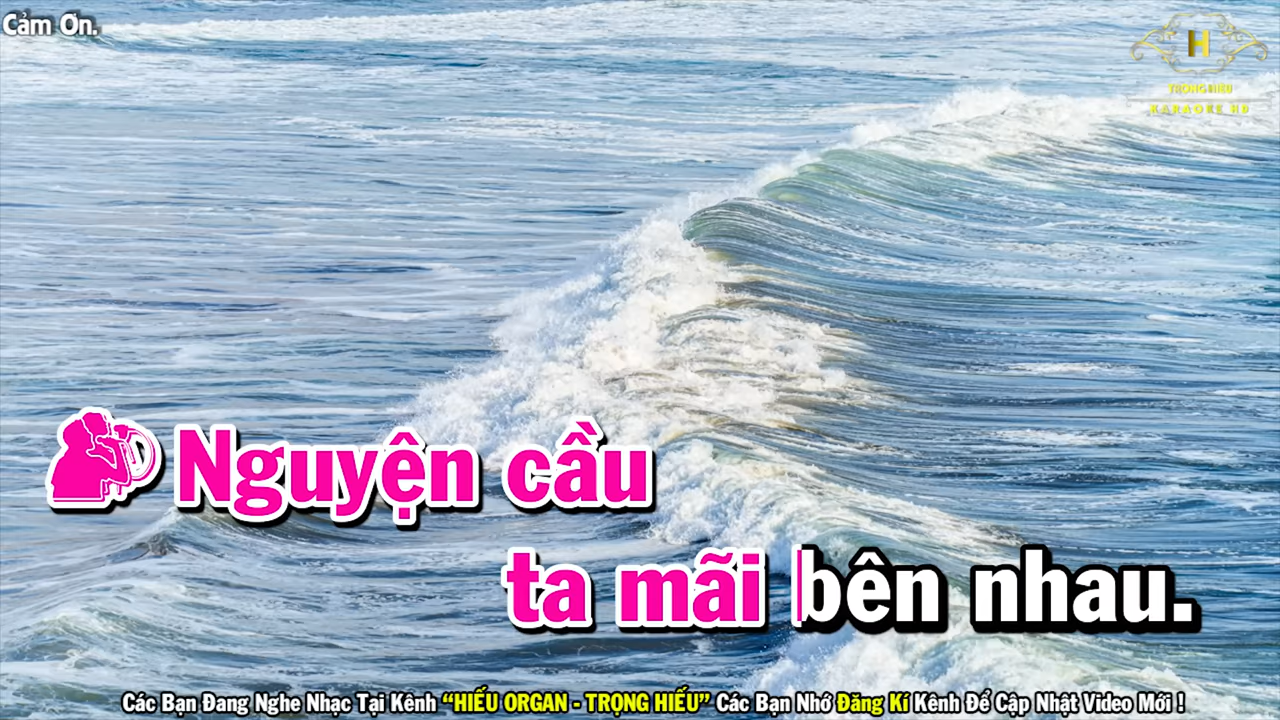 Cảm Ơn.
H
TRỌNG HIẾU
KARAOKE HD
Nguyện cầu
ta mãi bên nhau.
Các Bạn Đang Nghe Nhạc Tại Kênh “HIẾU ORGAN - TRỌNG HIẾU” Các Bạn Nhớ Đăng Kí Kênh Để Cập Nhật Video Mới !